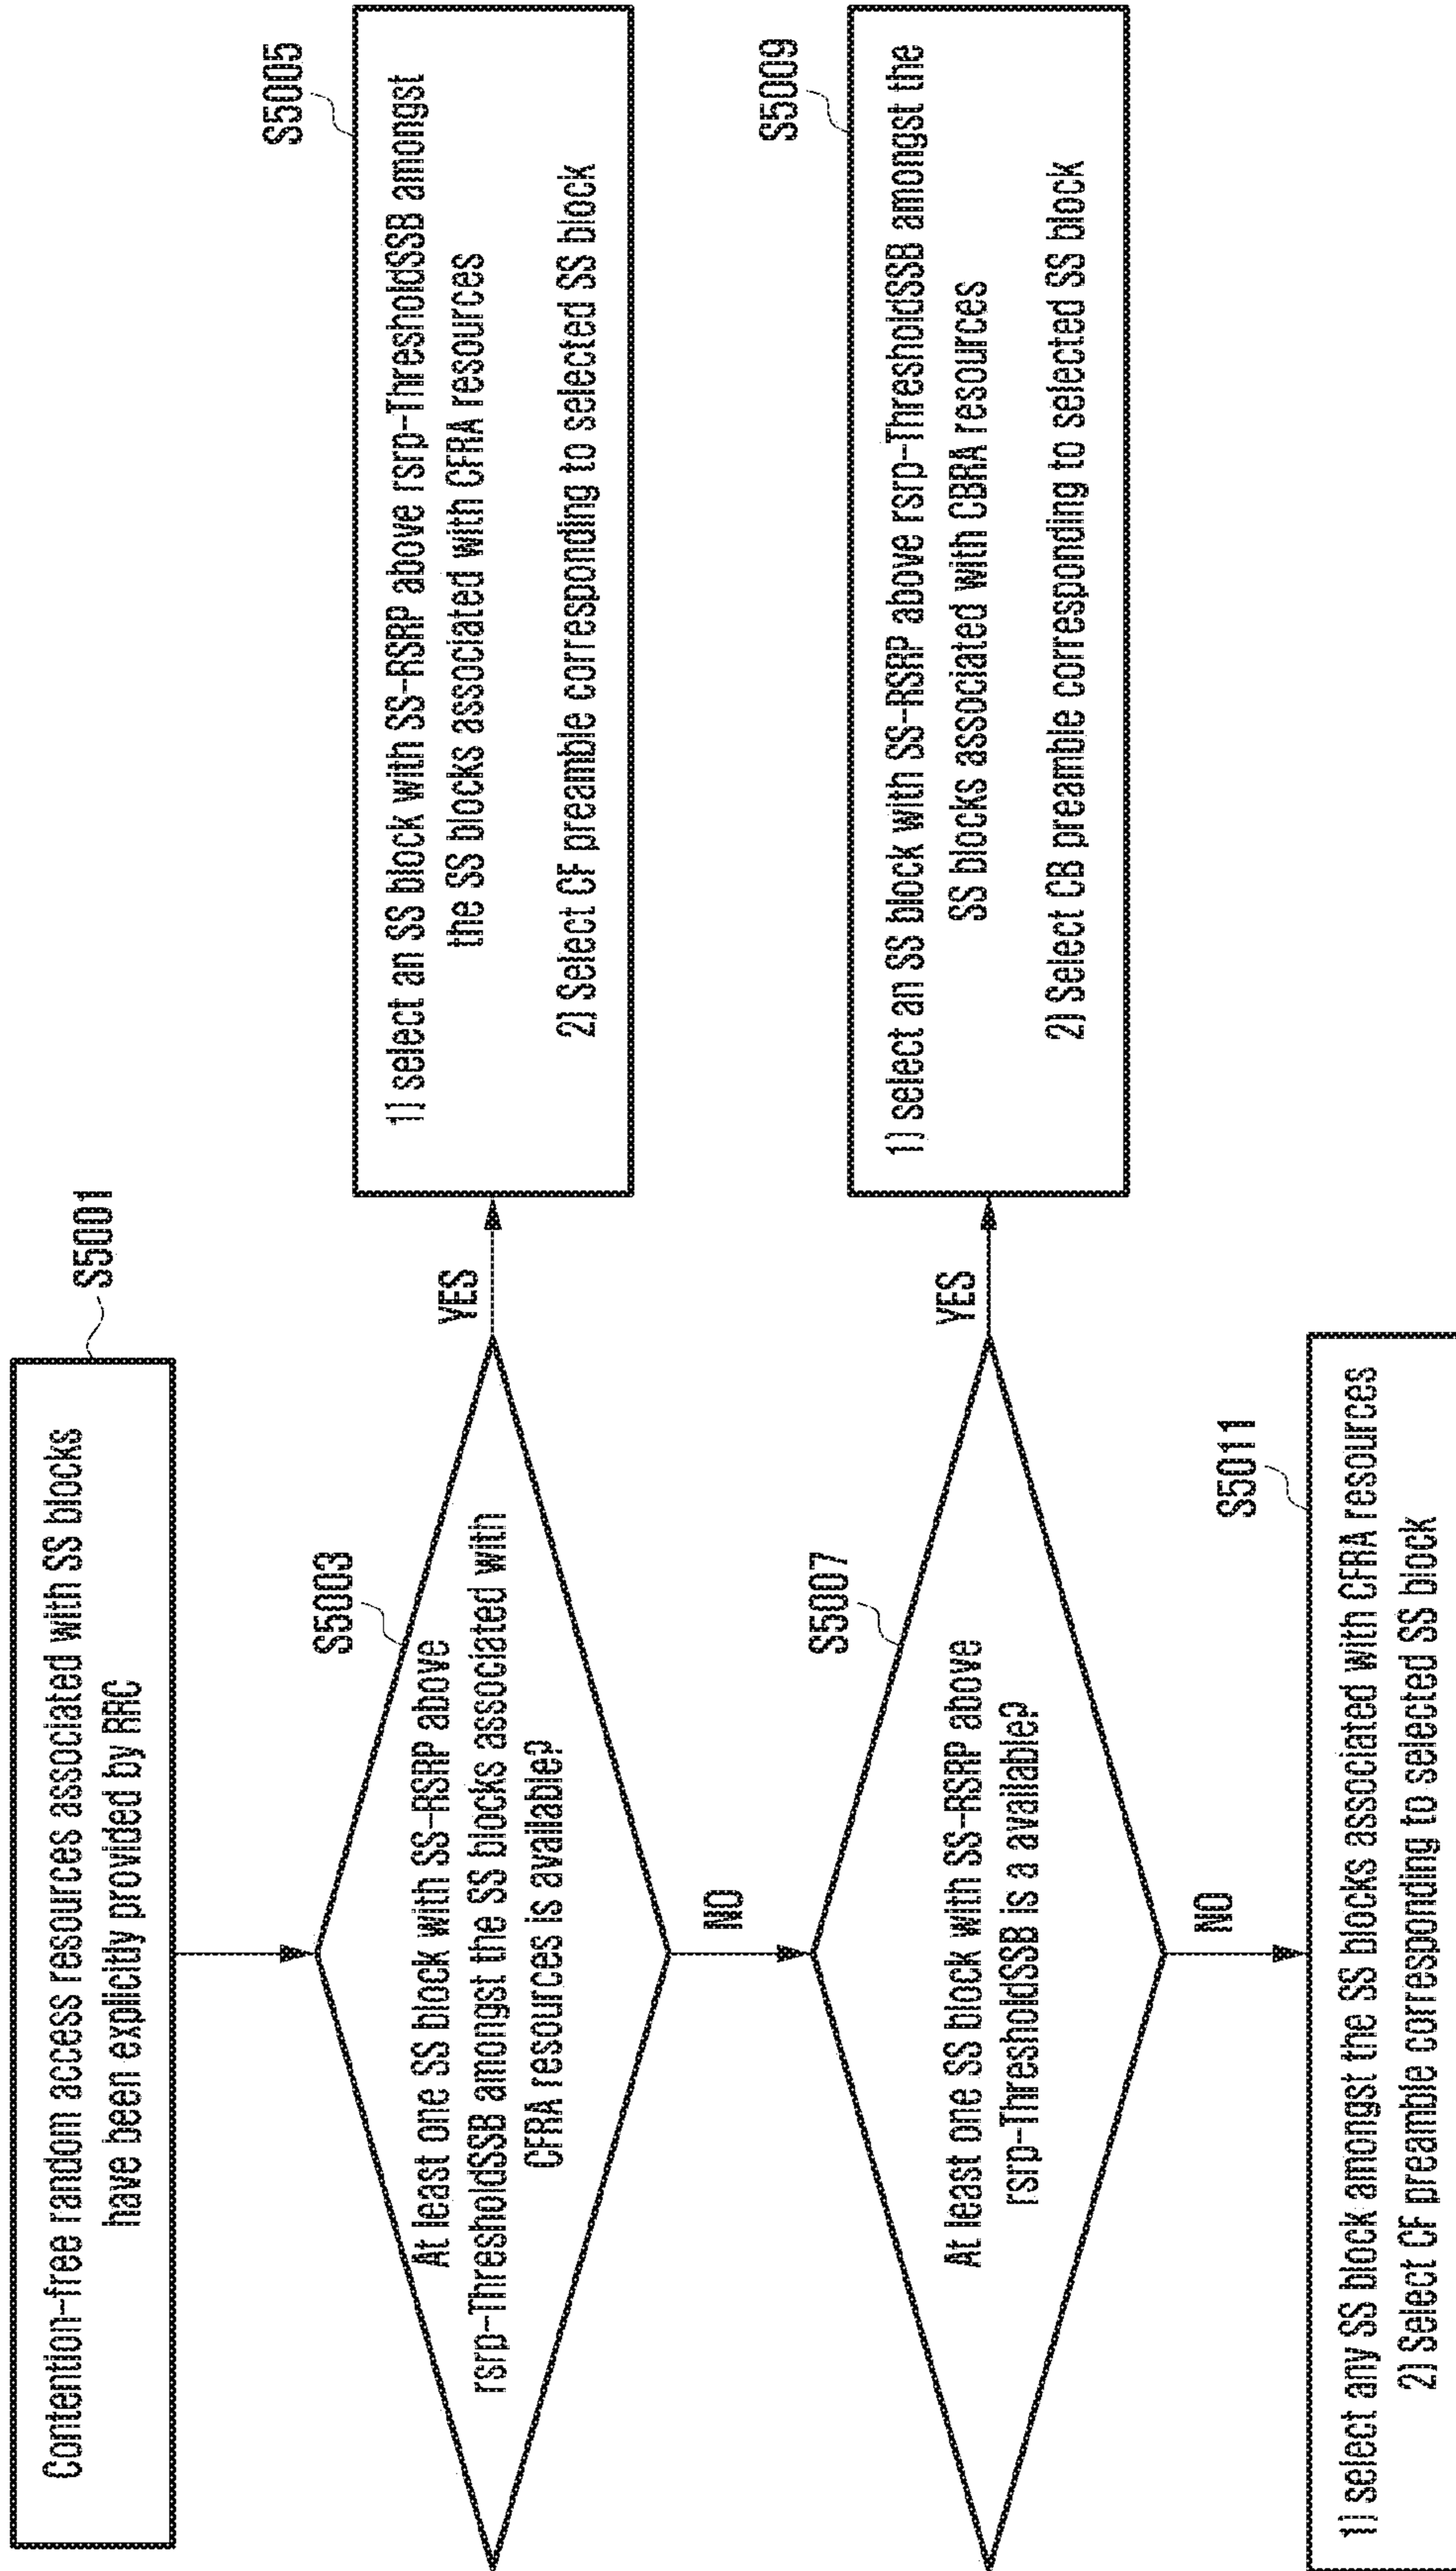 Contention-free random access resources associated with SS blocks
have been explicitly provided by RRC
S5001
S5003
At least one SS block with SS-RSRP above
rsrp-ThresholdSSB amongst the SS blocks associated with
CFRA resources is available?
YES
S5005
1) select an SS block with SS-RSRP above rsrp-ThresholdSSB amongst
the SS blocks associated with CFRA resources
2) Select CF preamble corresponding to selected SS block
NO
S5007
At least one SS block with SS-RSRP above
rsrp-ThresholdSSB is a available?
YES
S5009
1) select an SS block with SS-RSRP above rsrp-ThresholdSSB amongst the
SS blocks associated with CBRA resources
2) Select CB preamble corresponding to selected SS block
NO
S5011
1) select any SS block amongst the SS blocks associated with CFRA resources
2) Select CF preamble corresponding to selected SS block